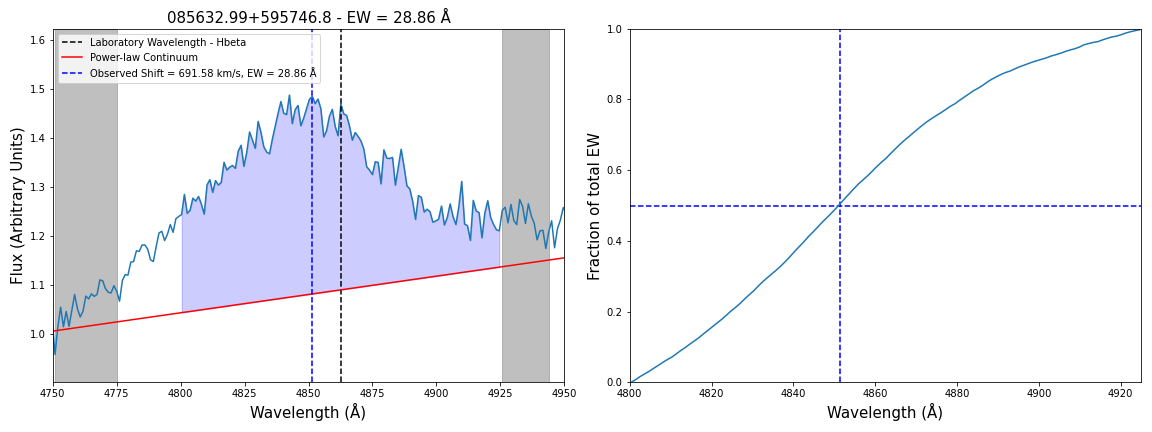 085632.99+595746.8 - EW = 28.86 Å
Laboratory Wavelength - Hbeta
Power-law Continuum
Observed Shift = 691.58 km/s, EW = 28.86 Å
Flux (Arbitrary Units)
1.6
1.5
1.4
1.3
1.2
1.1
1.0
4750 4775 4800 4825 4850 4875 4900 4925 4950
Wavelength (Å)
Fraction of total EW
1.0
0.8
0.6
0.4
0.2
0.0
4800 4820 4840 4860 4880 4900 4920
Wavelength (Å)